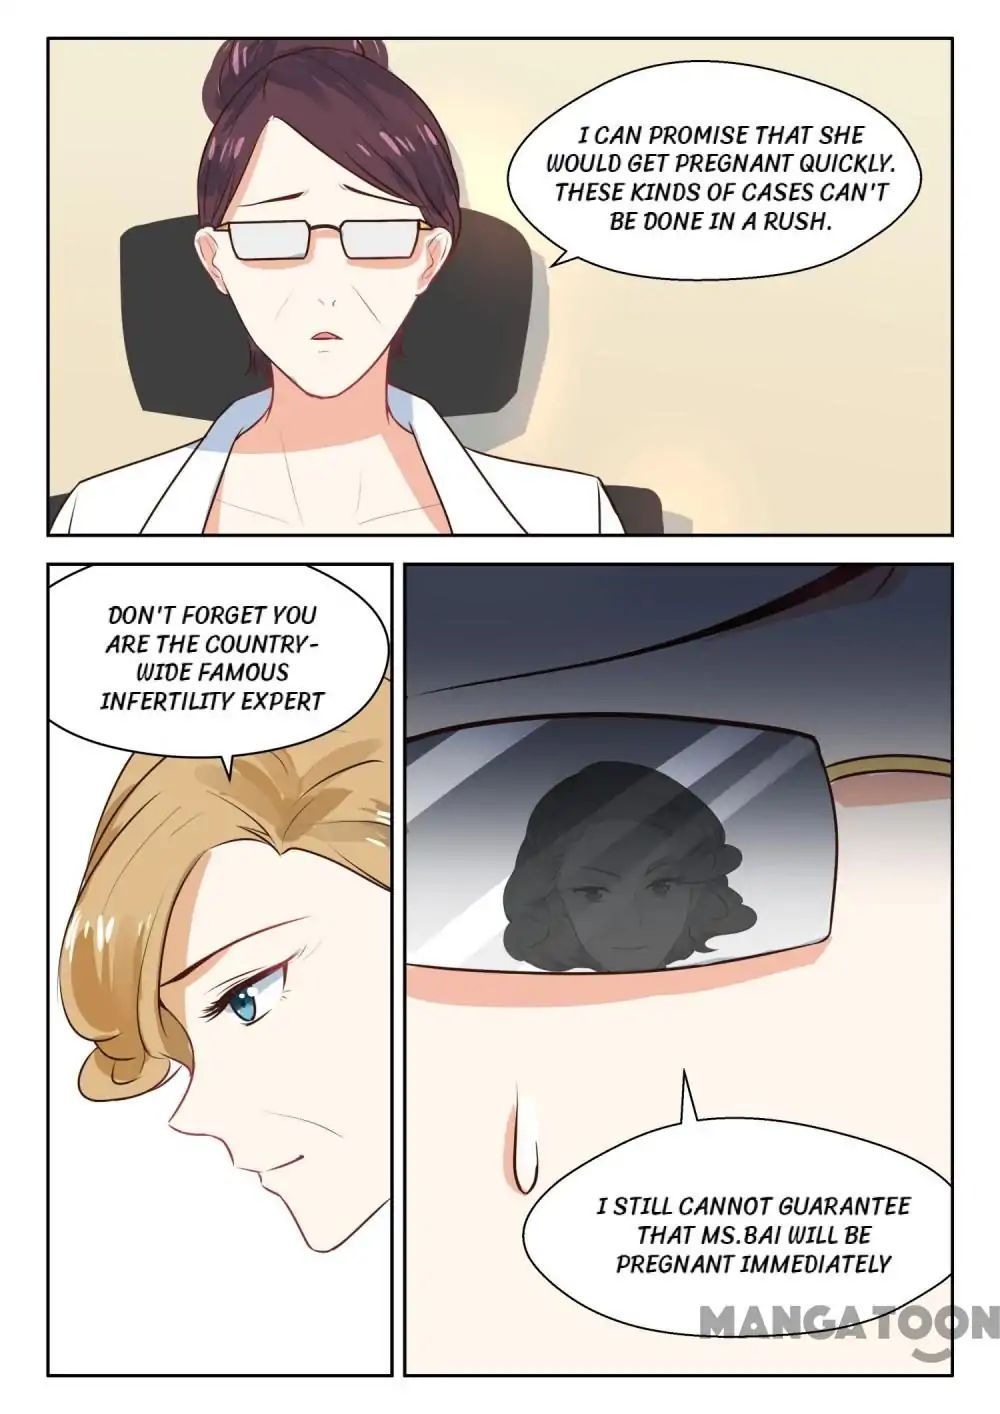 I CAN PROMISE THAT SHE
WOULD GET PREGNANT QUICKLY.
THESE KINDS OF CASES CAN'T
BE DONE IN A RUSH.
DON'T FORGET YOU
ARE THE COUNTRY-
WIDE FAMOUS
INFERTILITY EXPERT
I STILL CANNOT GUARANTEE
THAT MS.BAI WILL BE
PREGNANT IMMEDIATELY
MANGATOON